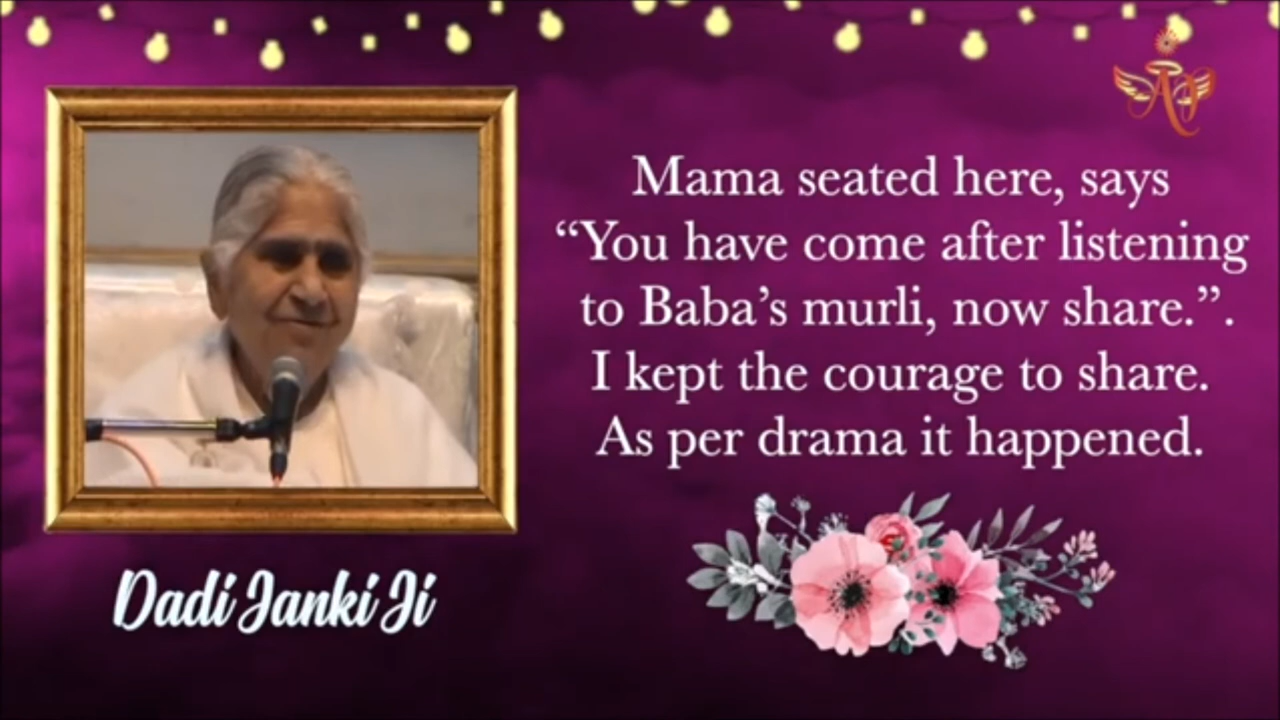 Mama seated here, says
“You have come after listening
to Baba’s murli, now share.”.
I kept the courage to share.
As per drama it happened.
Dadi Janki Ji